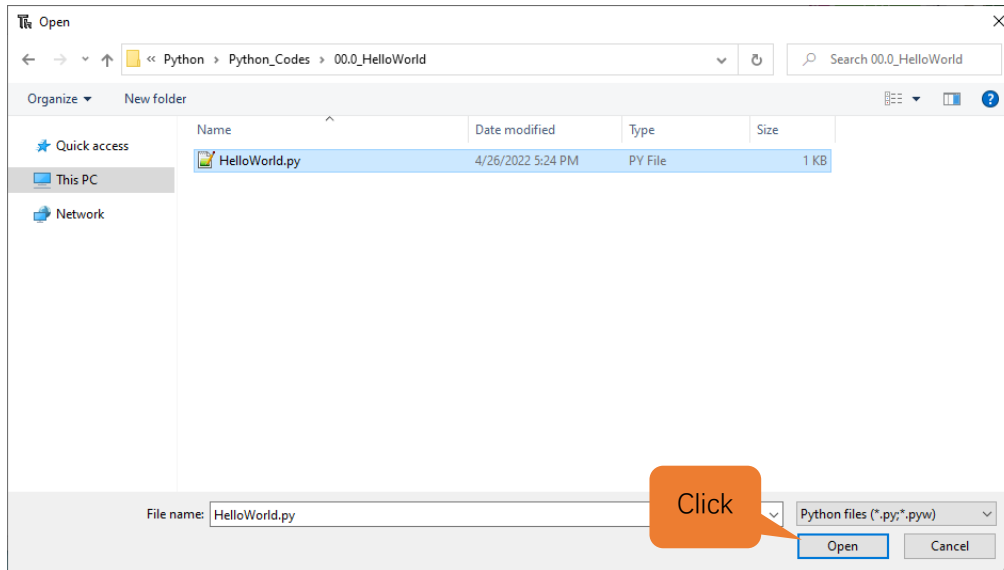 Open
« Python > Python_Codes > 00.0_HelloWorld
Search 00.0_HelloWorld
Organize
New folder
Name
Date modified
Type
Size
Quick access
HelloWorld.py
4/26/2022 5:24 PM
PY File
1 KB
This PC
Network
Click
File name:
HelloWorld.py
Python files (*.py;*.pyw)
Open
Cancel